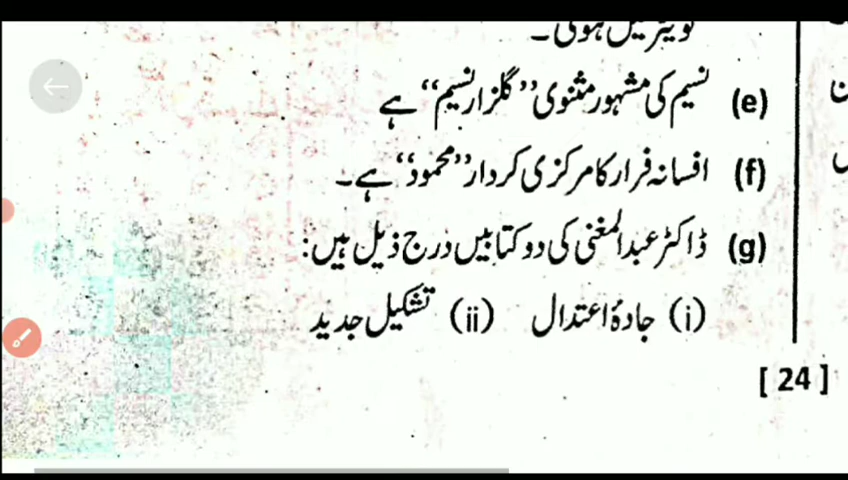 ہوئی۔
(e) نسیم کی مشہور مثنوی ”گلزار نسیم“ ہے
(f) افسانہ فرار کا مرکزی کردار ”محمود“ ہے۔
(g) ڈاکٹر عبدالمغنی کی دو کتابیں درج ذیل ہیں:
(i) جادۂ اعتدال (ii) تشکیل جدید
[24]